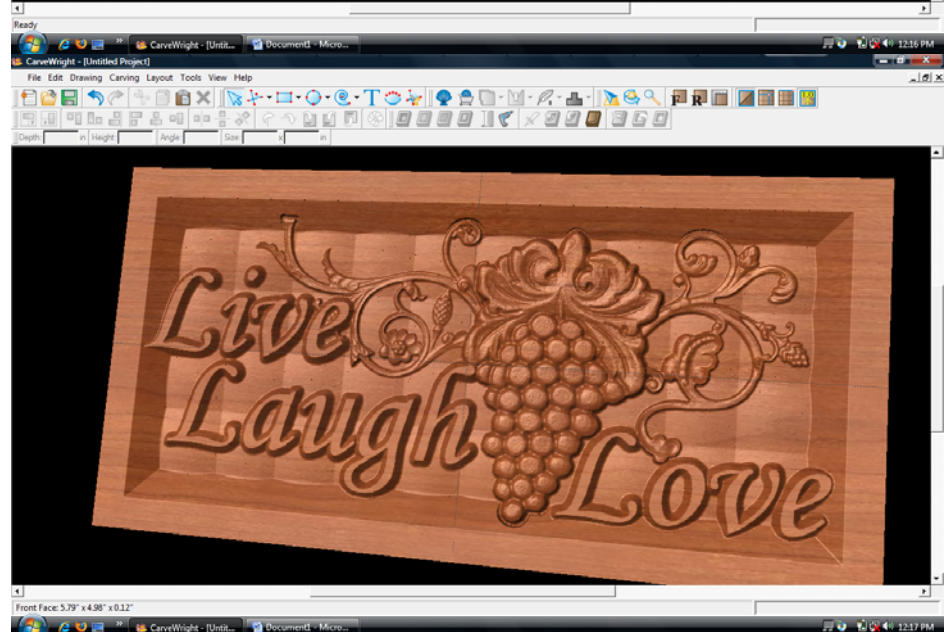 Ready
CarveWright - [Untitl...
Document1 - Micro...
12:16 PM
CarveWright - [Untitled Project]
File Edit Drawing Carving Layout Tools View Help
T F R
Depth: in Height: Angle: Size: x in
Live
Laugh
Love
Front Face: 5.79" x 4.98" x 0.12"
CarveWright - [Untitl...
Document1 - Micro...
12:17 PM